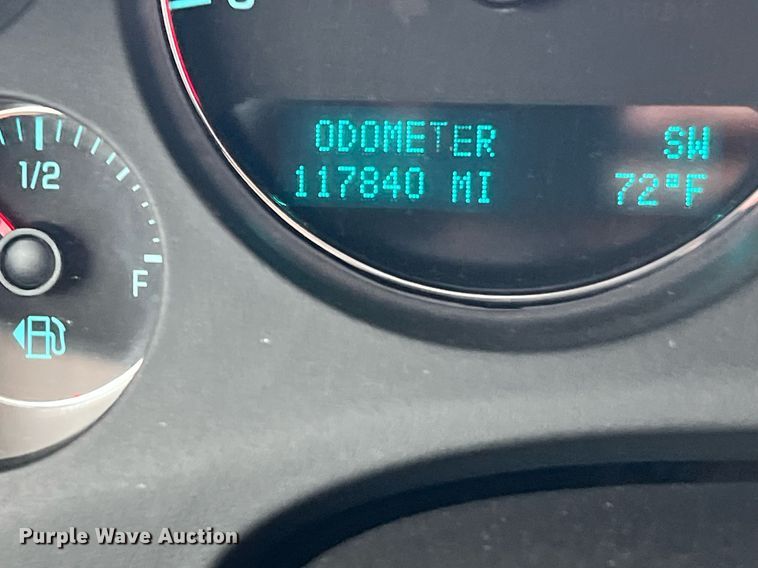 ODOMETER SW
117840 MI 72°F
1/2
F
Purple Wave Auction